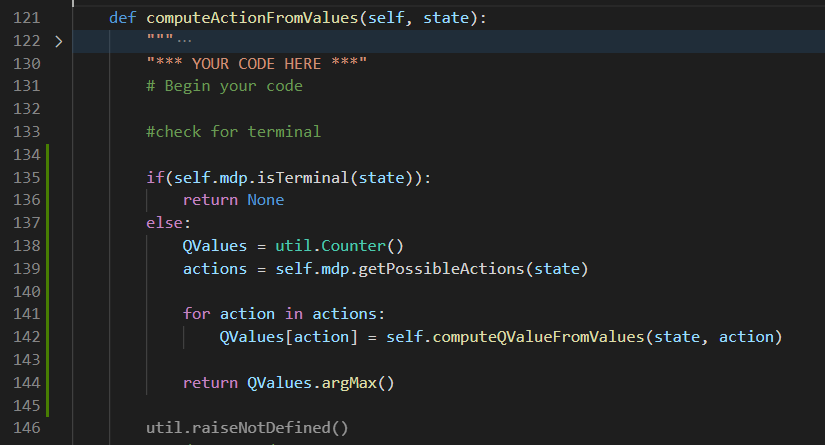 121 def computeActionFromValues(self, state):
122 > """…
130 "*** YOUR CODE HERE ***"
131 # Begin your code
132
133 #check for terminal
134
135 if(self.mdp.isTerminal(state)):
136 return None
137 else:
138 QValues = util.Counter()
139 actions = self.mdp.getPossibleActions(state)
140
141 for action in actions:
142 QValues[action] = self.computeQValueFromValues(state, action)
143
144 return QValues.argMax()
145
146 util.raiseNotDefined()